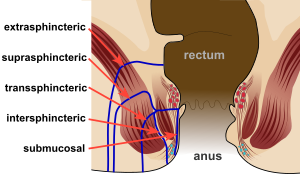 extrasphincteric
suprasphincteric
transsphincteric
intersphincteric
submucosal
rectum
anus